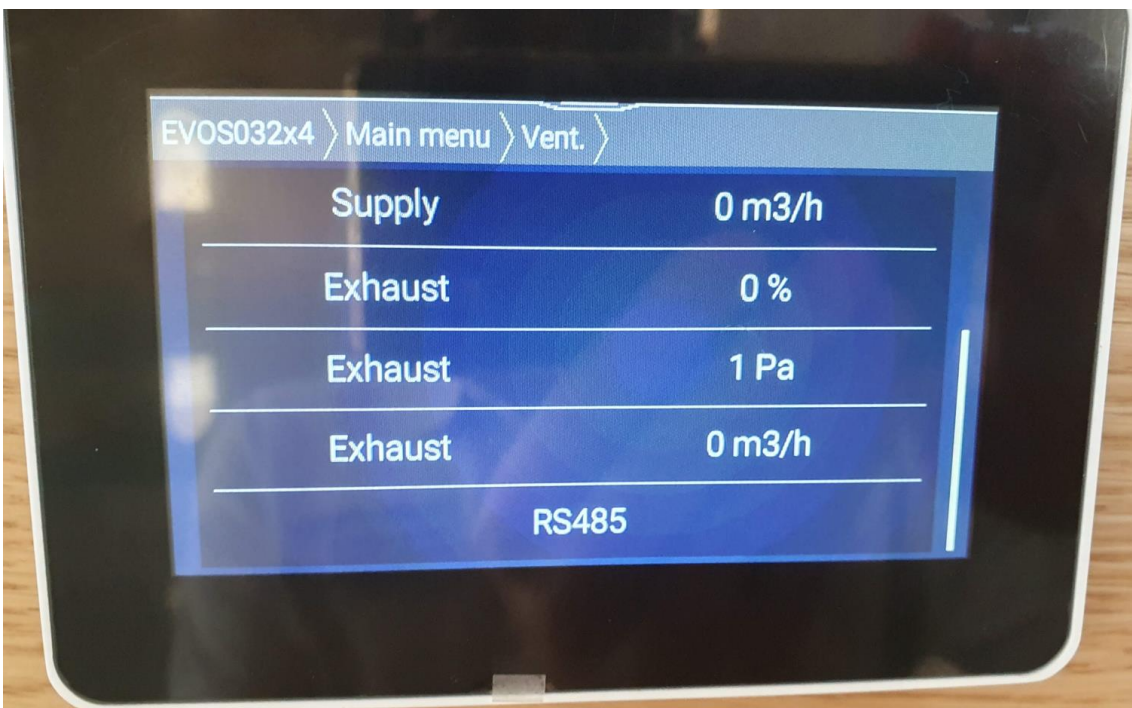 EVOS032x4 Main menu Vent.
Supply 0 m3/h
Exhaust 0 %
Exhaust 1 Pa
Exhaust 0 m3/h
RS485